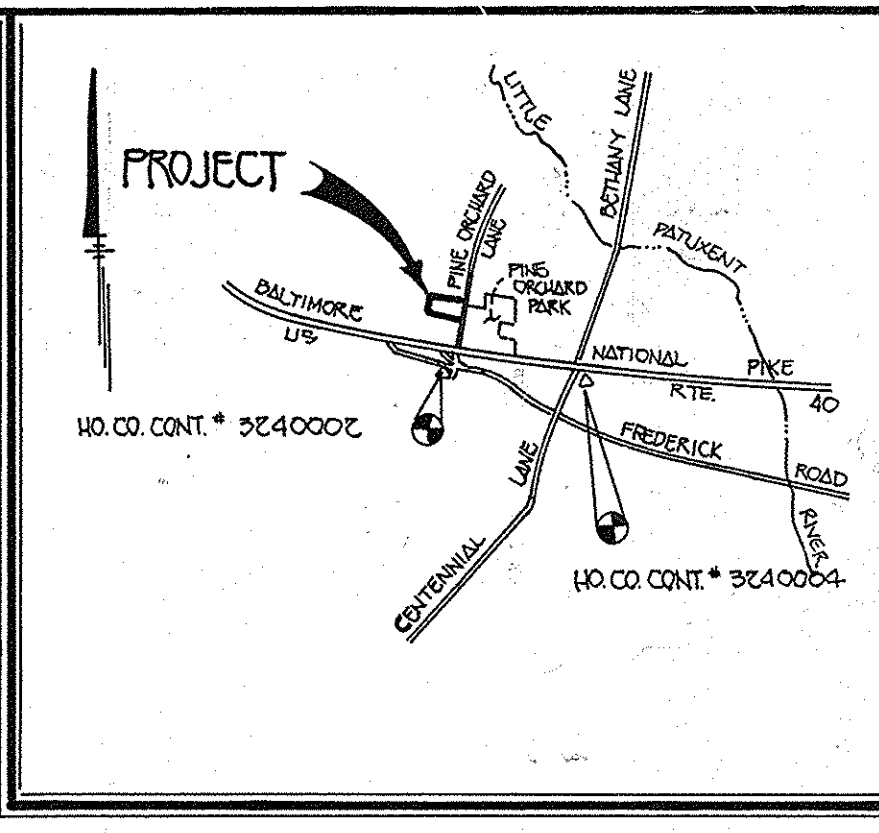 LITTLE
BETHANY LANE
PROJECT
PINE ORCHARD
LANE
PATUXENT
PINE
ORCHARD
PARK
BALTIMORE
US
NATIONAL
PIKE
RTE.
40
HO. CO. CONT. # 3240002
FREDERICK
ROAD
LANE
RIVER
CENTENNIAL
HO. CO. CONT. # 3240004